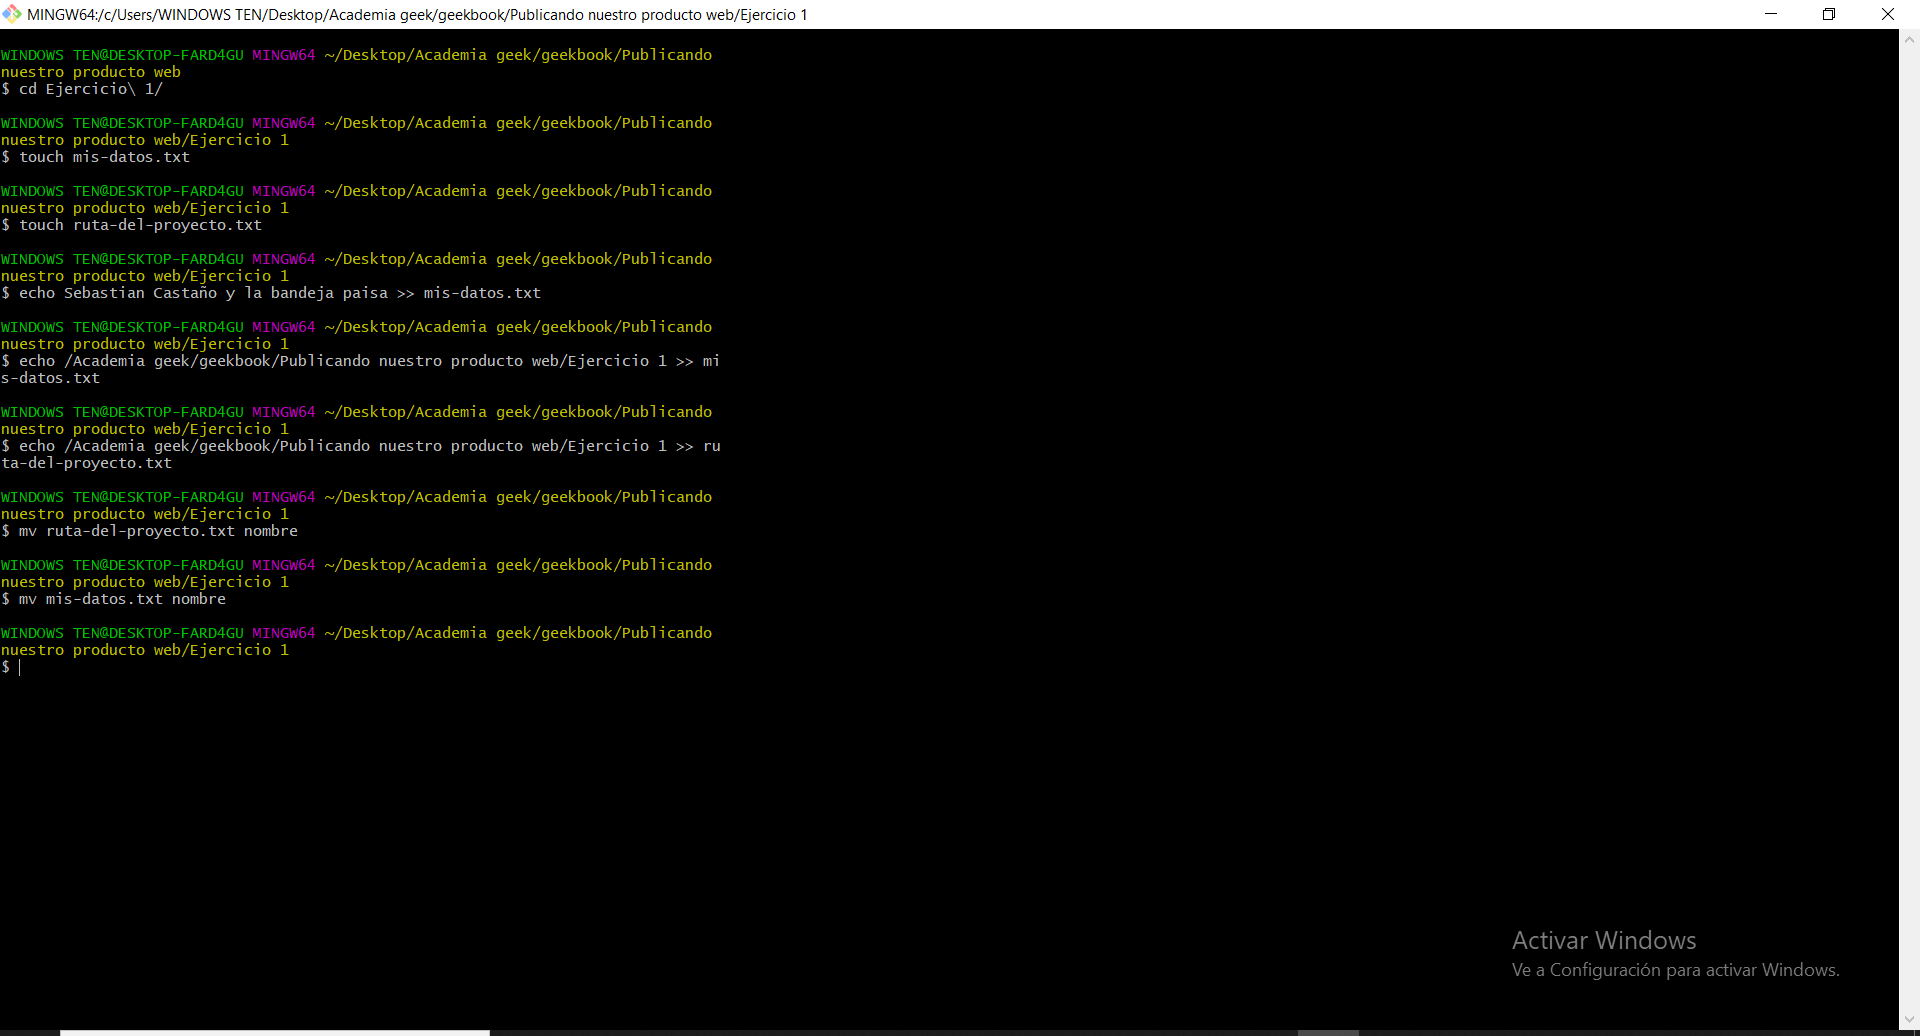 MINGW64:/c/Users/WINDOWS TEN/Desktop/Academia geek/geekbook/Publicando nuestro producto web/Ejercicio 1
WINDOWS TEN@DESKTOP-FARD4GU MINGW64 ~/Desktop/Academia geek/geekbook/Publicando
nuestro producto web
$ cd Ejercicio\ 1/
WINDOWS TEN@DESKTOP-FARD4GU MINGW64 ~/Desktop/Academia geek/geekbook/Publicando
nuestro producto web/Ejercicio 1
$ touch mis-datos.txt
WINDOWS TEN@DESKTOP-FARD4GU MINGW64 ~/Desktop/Academia geek/geekbook/Publicando
nuestro producto web/Ejercicio 1
$ touch ruta-del-proyecto.txt
WINDOWS TEN@DESKTOP-FARD4GU MINGW64 ~/Desktop/Academia geek/geekbook/Publicando
nuestro producto web/Ejercicio 1
$ echo Sebastian Castaño y la bandeja paisa >> mis-datos.txt
WINDOWS TEN@DESKTOP-FARD4GU MINGW64 ~/Desktop/Academia geek/geekbook/Publicando
nuestro producto web/Ejercicio 1
$ echo /Academia geek/geekbook/Publicando nuestro producto web/Ejercicio 1 >> mi
s-datos.txt
WINDOWS TEN@DESKTOP-FARD4GU MINGW64 ~/Desktop/Academia geek/geekbook/Publicando
nuestro producto web/Ejercicio 1
$ echo /Academia geek/geekbook/Publicando nuestro producto web/Ejercicio 1 >> ru
ta-del-proyecto.txt
WINDOWS TEN@DESKTOP-FARD4GU MINGW64 ~/Desktop/Academia geek/geekbook/Publicando
nuestro producto web/Ejercicio 1
$ mv ruta-del-proyecto.txt nombre
WINDOWS TEN@DESKTOP-FARD4GU MINGW64 ~/Desktop/Academia geek/geekbook/Publicando
nuestro producto web/Ejercicio 1
$ mv mis-datos.txt nombre
WINDOWS TEN@DESKTOP-FARD4GU MINGW64 ~/Desktop/Academia geek/geekbook/Publicando
nuestro producto web/Ejercicio 1
$
Activar Windows
Ve a Configuración para activar Windows.